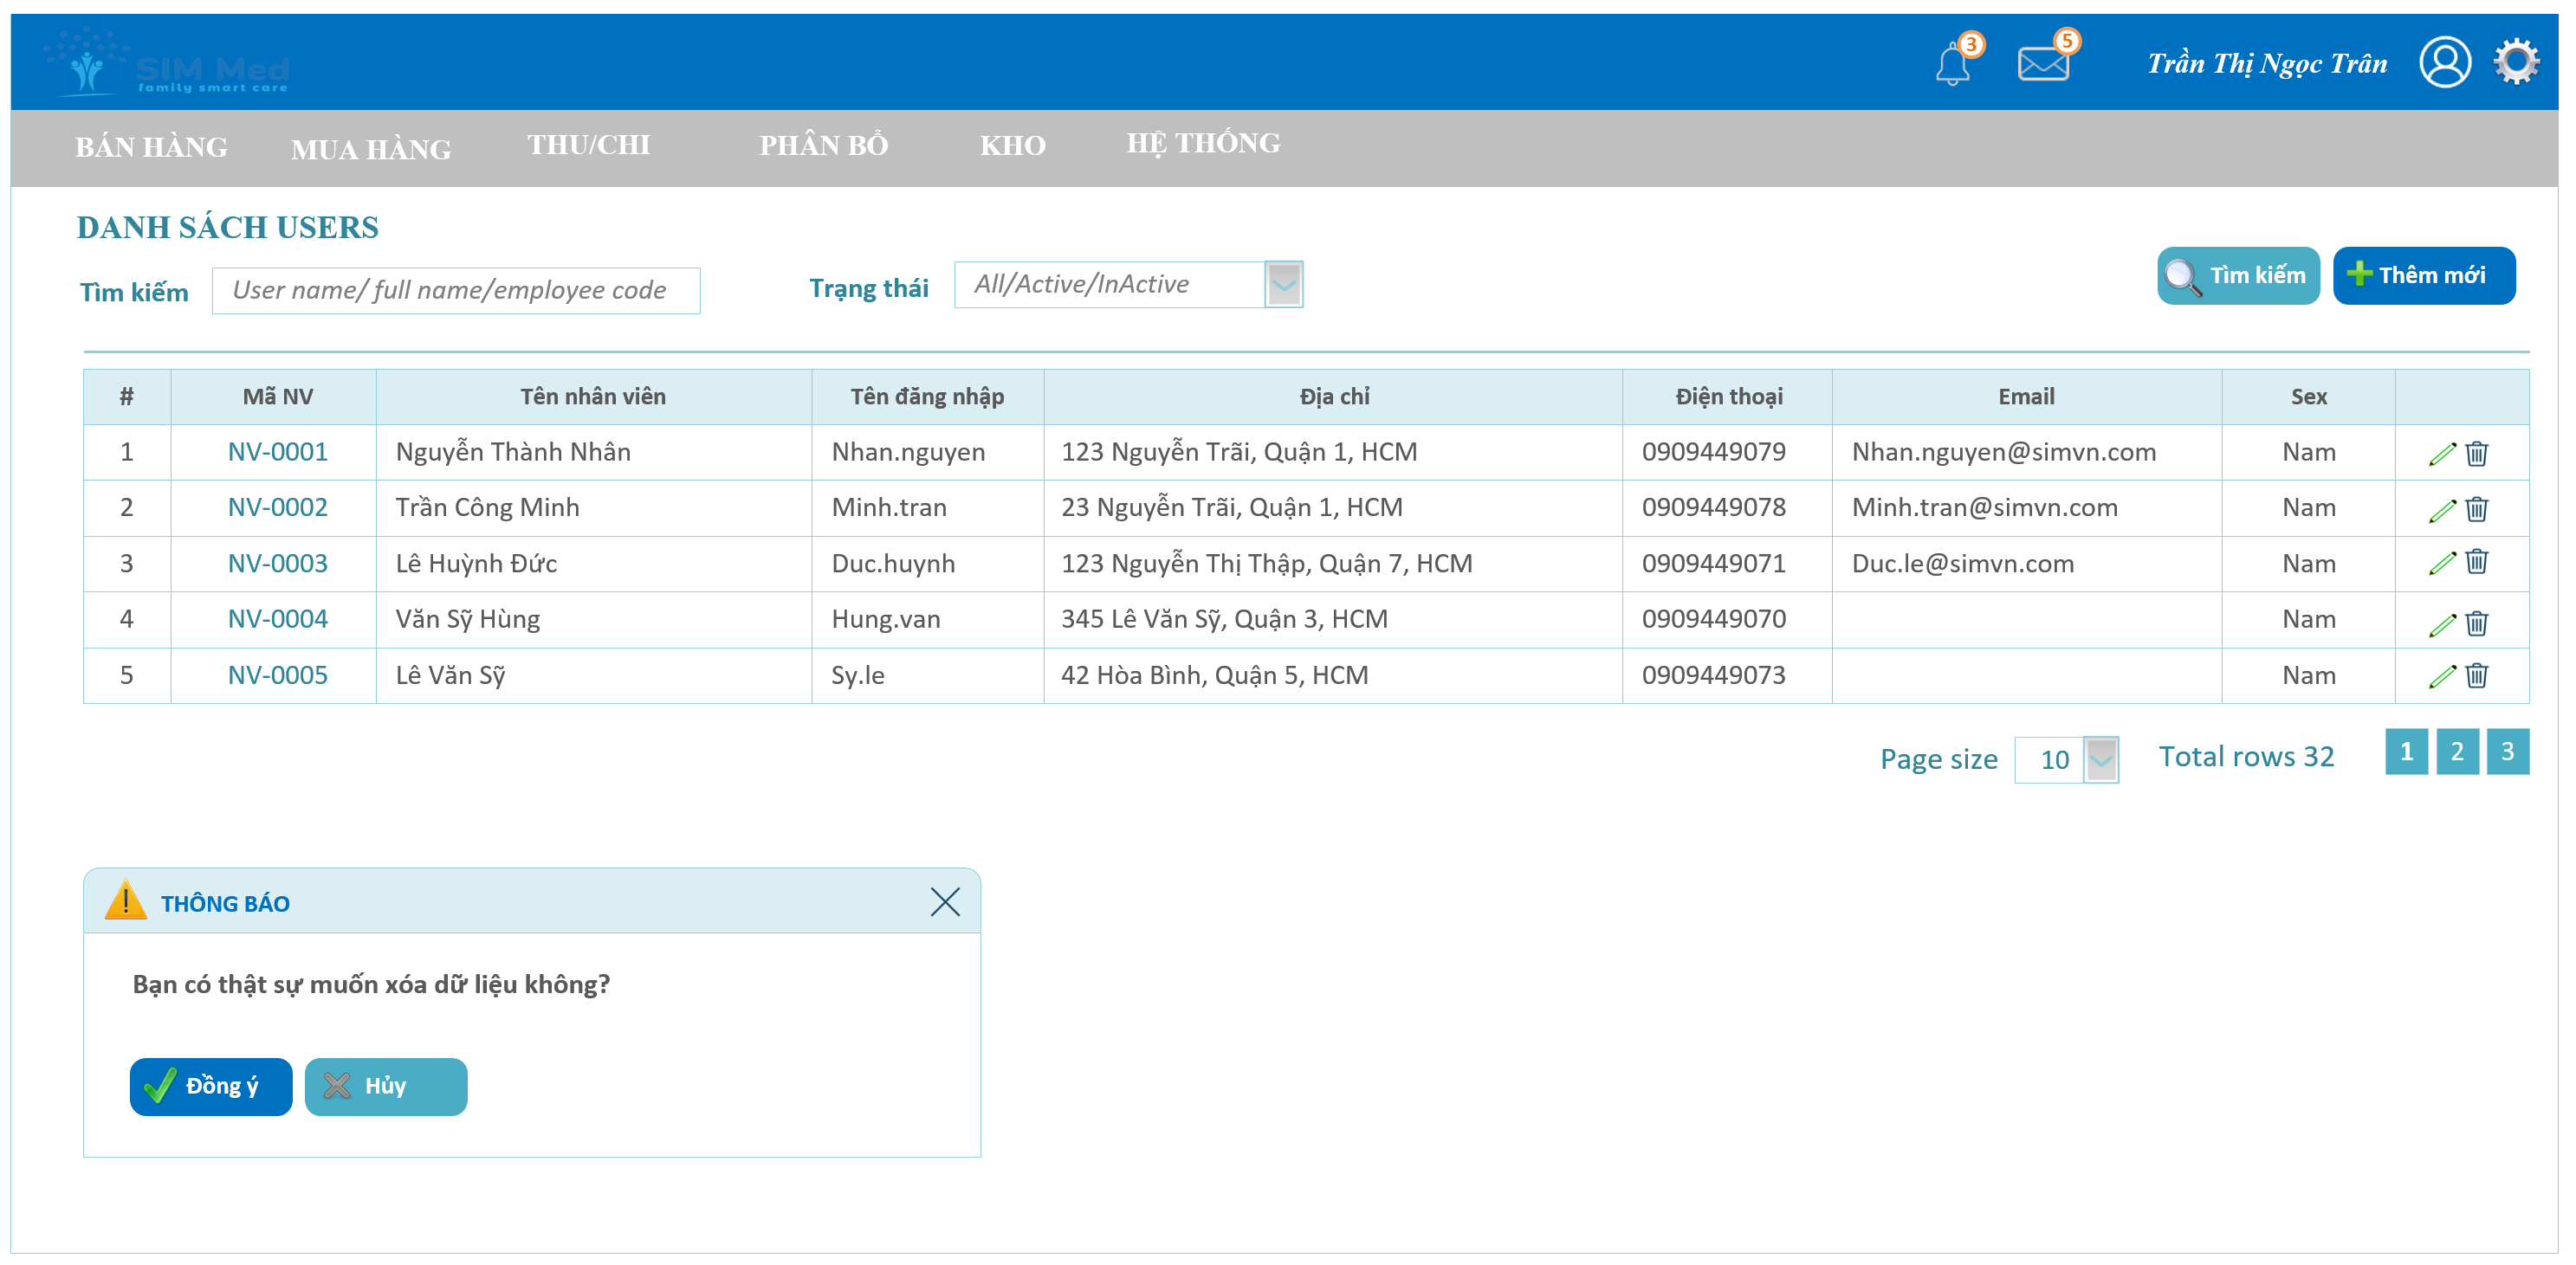 SIM Med
family smart care
3
5
Trần Thị Ngọc Trân
BÁN HÀNG MUA HÀNG THU/CHI PHÂN BỔ KHO HỆ THỐNG
DANH SÁCH USERS
Tìm kiếm User name/ full name/employee code Trạng thái All/Active/InActive Tìm kiếm Thêm mới
# Mã NV Tên nhân viên Tên đăng nhập Địa chỉ Điện thoại Email Sex
1 NV-0001 Nguyễn Thành Nhân Nhan.nguyen 123 Nguyễn Trãi, Quận 1, HCM 0909449079 Nhan.nguyen@simvn.com Nam
2 NV-0002 Trần Công Minh Minh.tran 23 Nguyễn Trãi, Quận 1, HCM 0909449078 Minh.tran@simvn.com Nam
3 NV-0003 Lê Huỳnh Đức Duc.huynh 123 Nguyễn Thị Thập, Quận 7, HCM 0909449071 Duc.le@simvn.com Nam
4 NV-0004 Văn Sỹ Hùng Hung.van 345 Lê Văn Sỹ, Quận 3, HCM 0909449070 Nam
5 NV-0005 Lê Văn Sỹ Sy.le 42 Hòa Bình, Quận 5, HCM 0909449073 Nam
Page size 10 Total rows 32 1 2 3
THÔNG BÁO
Bạn có thật sự muốn xóa dữ liệu không?
Đồng ý Hủy